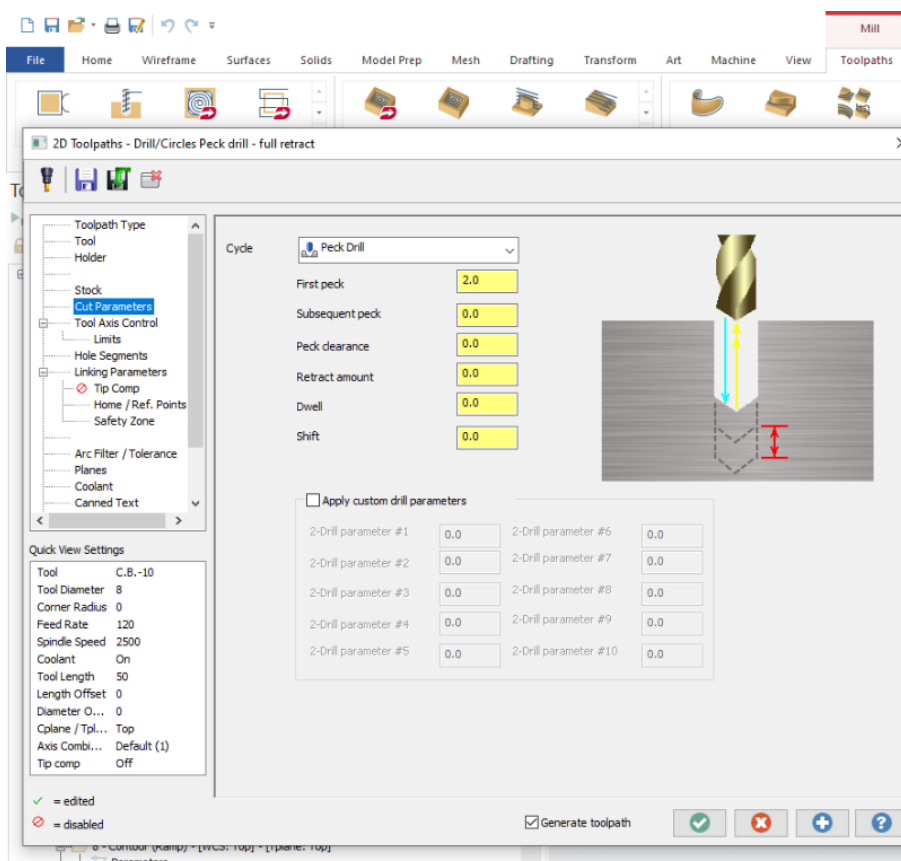 Mill
File Home Wireframe Surfaces Solids Model Prep Mesh Drafting Transform Art Machine View Toolpaths
2D Toolpaths - Drill/Circles Peck drill - full retract
Toolpath Type
Tool
Holder
Stock
Cut Parameters
Tool Axis Control
Limits
Hole Segments
Linking Parameters
Tip Comp
Home / Ref. Points
Safety Zone
Arc Filter / Tolerance
Planes
Coolant
Canned Text
Quick View Settings
Tool C.B.-10
Tool Diameter 8
Corner Radius 0
Feed Rate 120
Spindle Speed 2500
Coolant On
Tool Length 50
Length Offset 0
Diameter O... 0
Cplane / Tpl... Top
Axis Combi... Default (1)
Tip comp Off
= edited
= disabled
Cycle Peck Drill
First peck 2.0
Subsequent peck 0.0
Peck clearance 0.0
Retract amount 0.0
Dwell 0.0
Shift 0.0
Apply custom drill parameters
2-Drill parameter #1 0.0 2-Drill parameter #6 0.0
2-Drill parameter #2 0.0 2-Drill parameter #7 0.0
2-Drill parameter #3 0.0 2-Drill parameter #8 0.0
2-Drill parameter #4 0.0 2-Drill parameter #9 0.0
2-Drill parameter #5 0.0 2-Drill parameter #10 0.0
Generate toolpath
8 - Contour (Ramp) - [WCS: Top] - [Tplane: Top]
Parameters